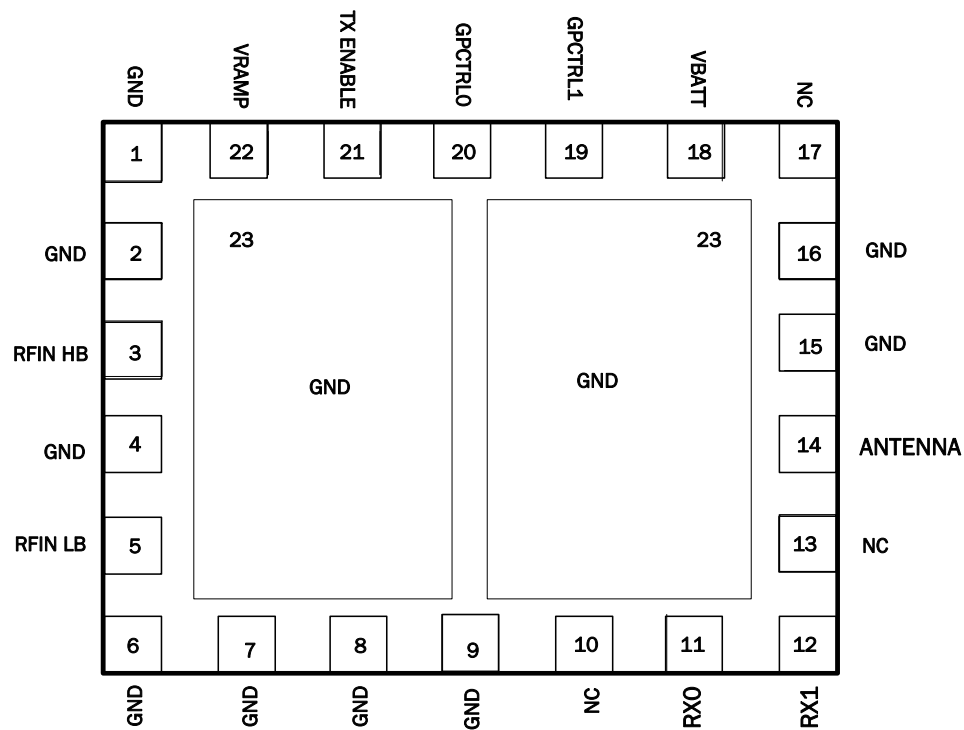 GND
VRAMP
TX ENABLE
GPCTRL0
GPCTRL1
VBATT
NC
1
22
21
20
19
18
17
GND
2
23
23
16
GND
RFIN HB
3
15
GND
GND
GND
GND
4
14
ANTENNA
RFIN LB
5
13
NC
6
7
8
9
10
11
12
GND
GND
GND
GND
NC
RX0
RX1